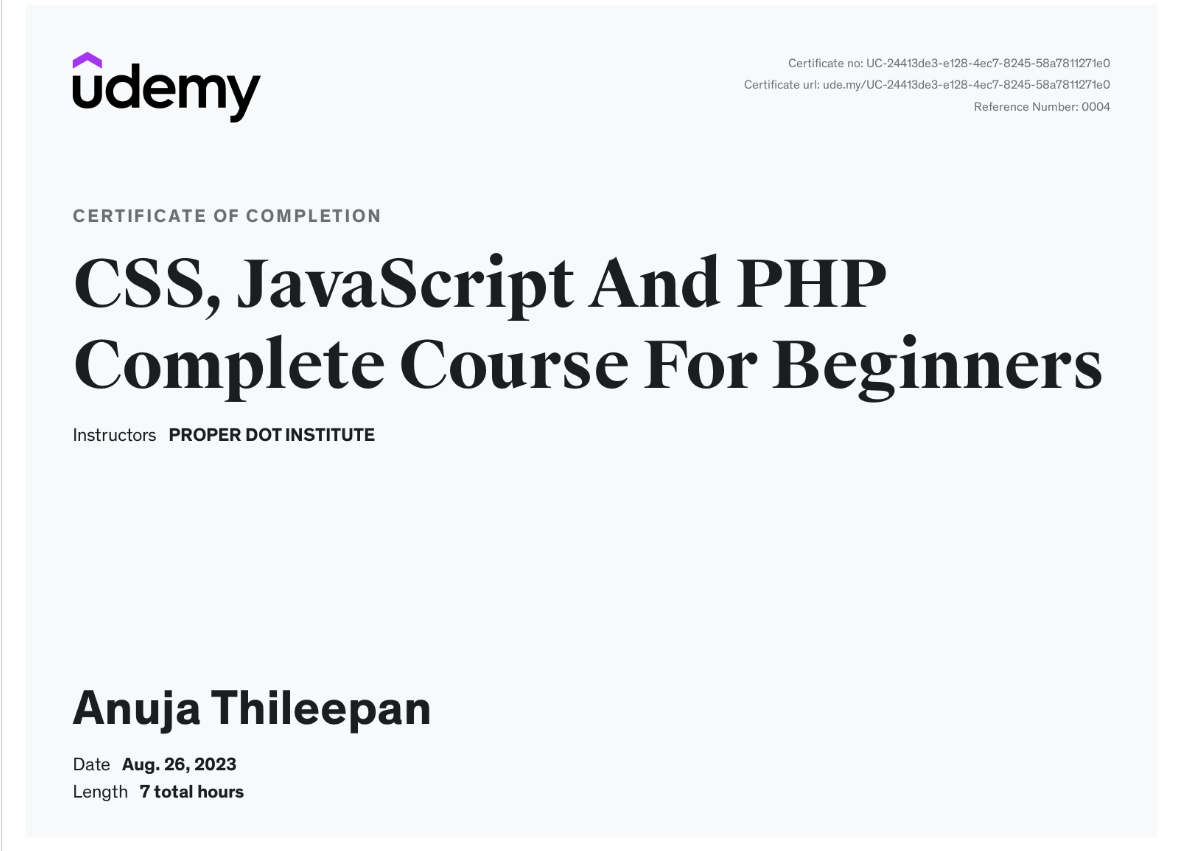 udemy
Certificate no: UC-24413de3-e128-4ec7-8245-58a7811271e0
Certificate url: ude.my/UC-24413de3-e128-4ec7-8245-58a7811271e0
Reference Number: 0004
CERTIFICATE OF COMPLETION
CSS, JavaScript And PHP
Complete Course For Beginners
Instructors PROPER DOT INSTITUTE
Anuja Thileepan
Date Aug. 26, 2023
Length 7 total hours